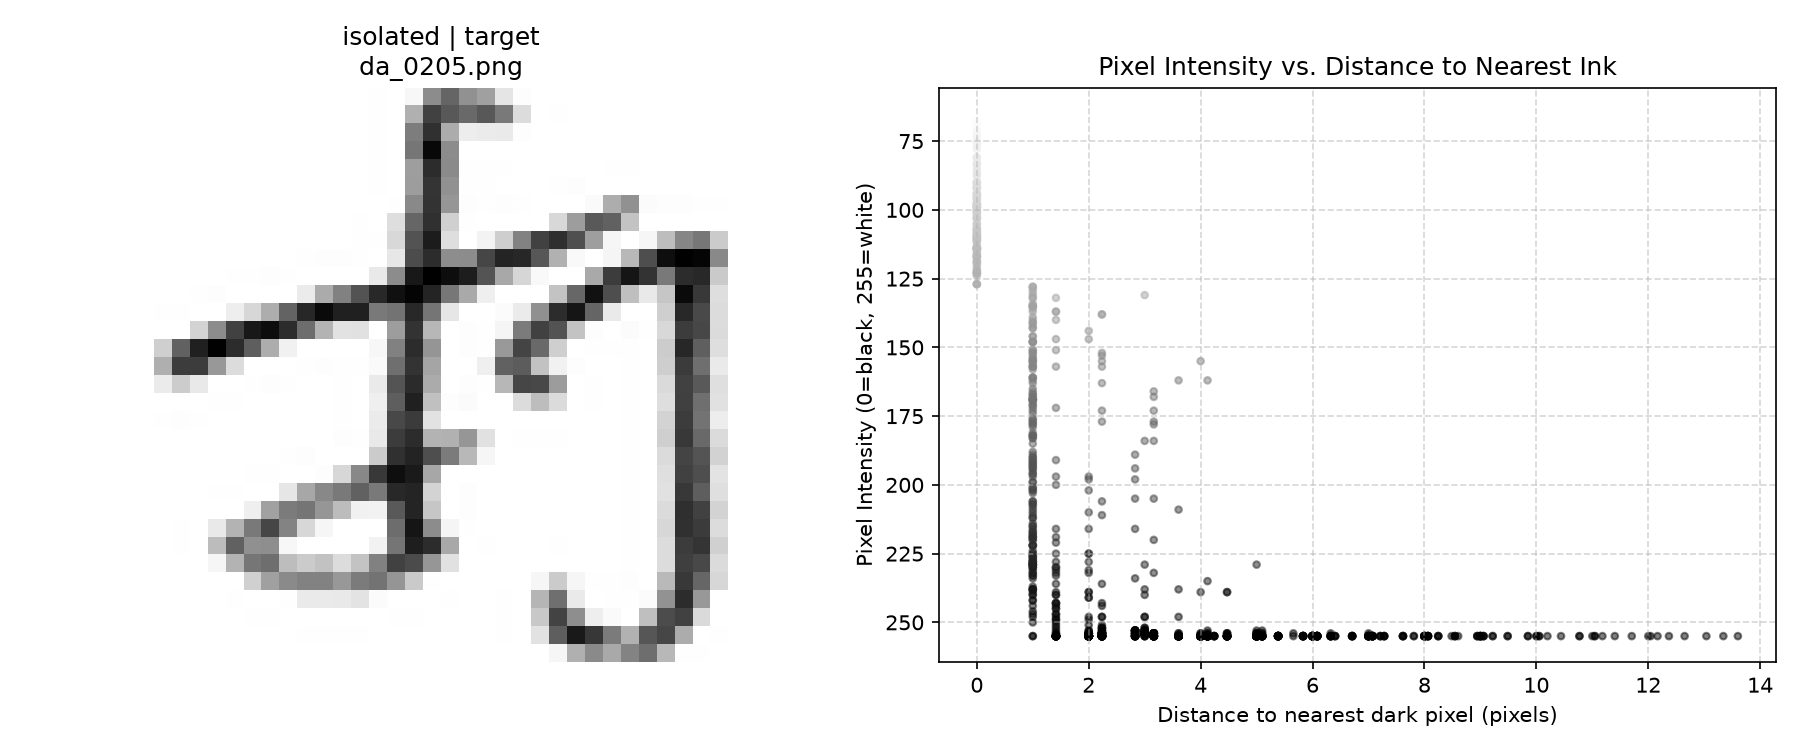 isolated | target
da_0205.png
Pixel Intensity vs. Distance to Nearest Ink
Pixel Intensity (0=black, 255=white)
75
100
125
150
175
200
225
250
0 2 4 6 8 10 12 14
Distance to nearest dark pixel (pixels)